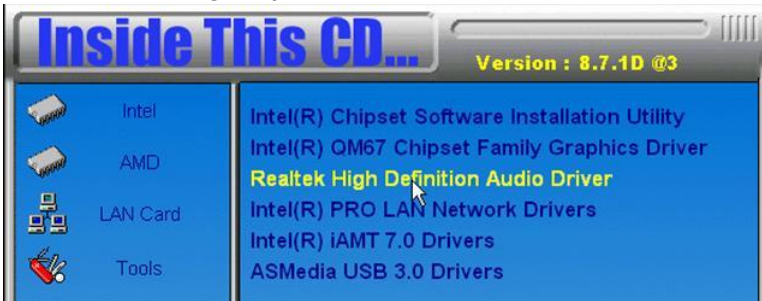 Inside This CD...
Version : 8.7.1D @3
Intel
AMD
LAN Card
Tools
Intel(R) Chipset Software Installation Utility
Intel(R) QM67 Chipset Family Graphics Driver
Realtek High Definition Audio Driver
Intel(R) PRO LAN Network Drivers
Intel(R) iAMT 7.0 Drivers
ASMedia USB 3.0 Drivers